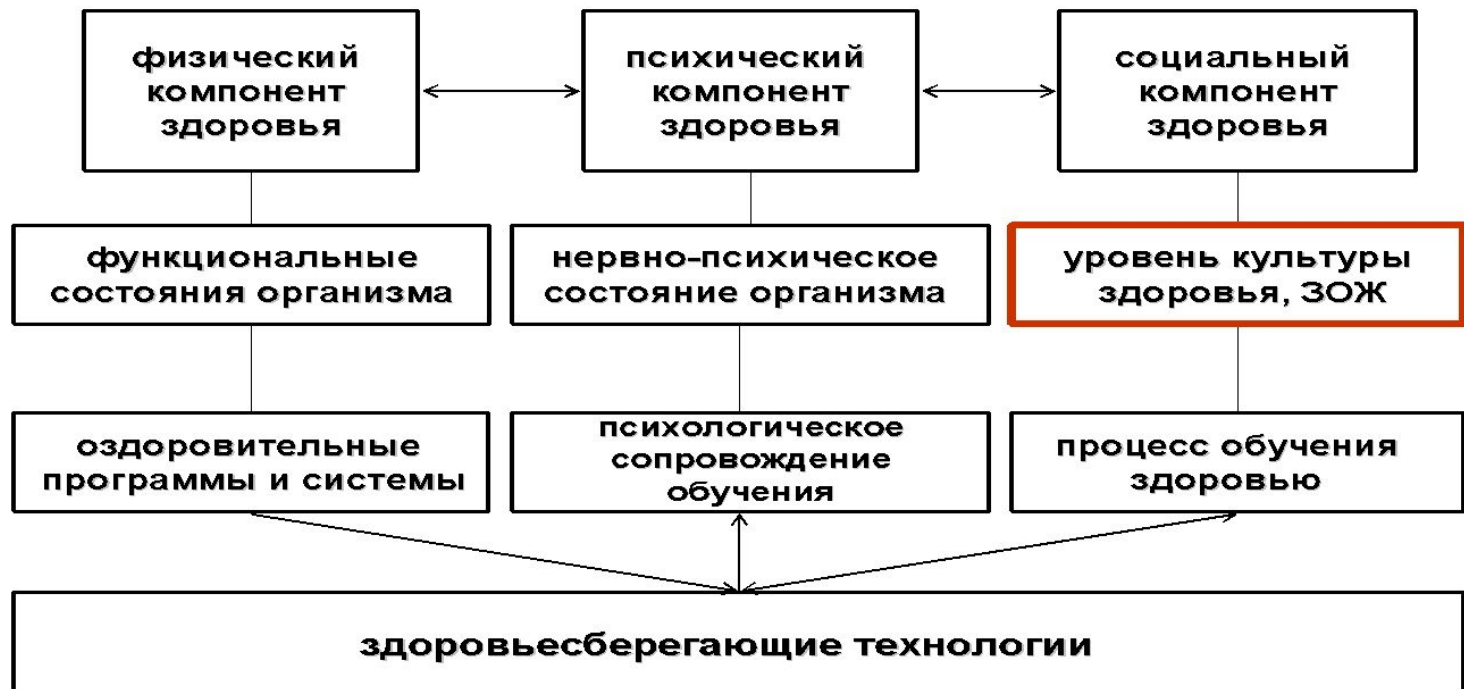 физический
компонент
здоровья
психический
компонент
здоровья
социальный
компонент
здоровья
функциональные
состояния организма
нервно-психическое
состояние организма
уровень культуры
здоровья, ЗОЖ
оздоровительные
программы и системы
психологическое
сопровождение
обучения
процесс обучения
здоровью
здоровьесберегающие технологии